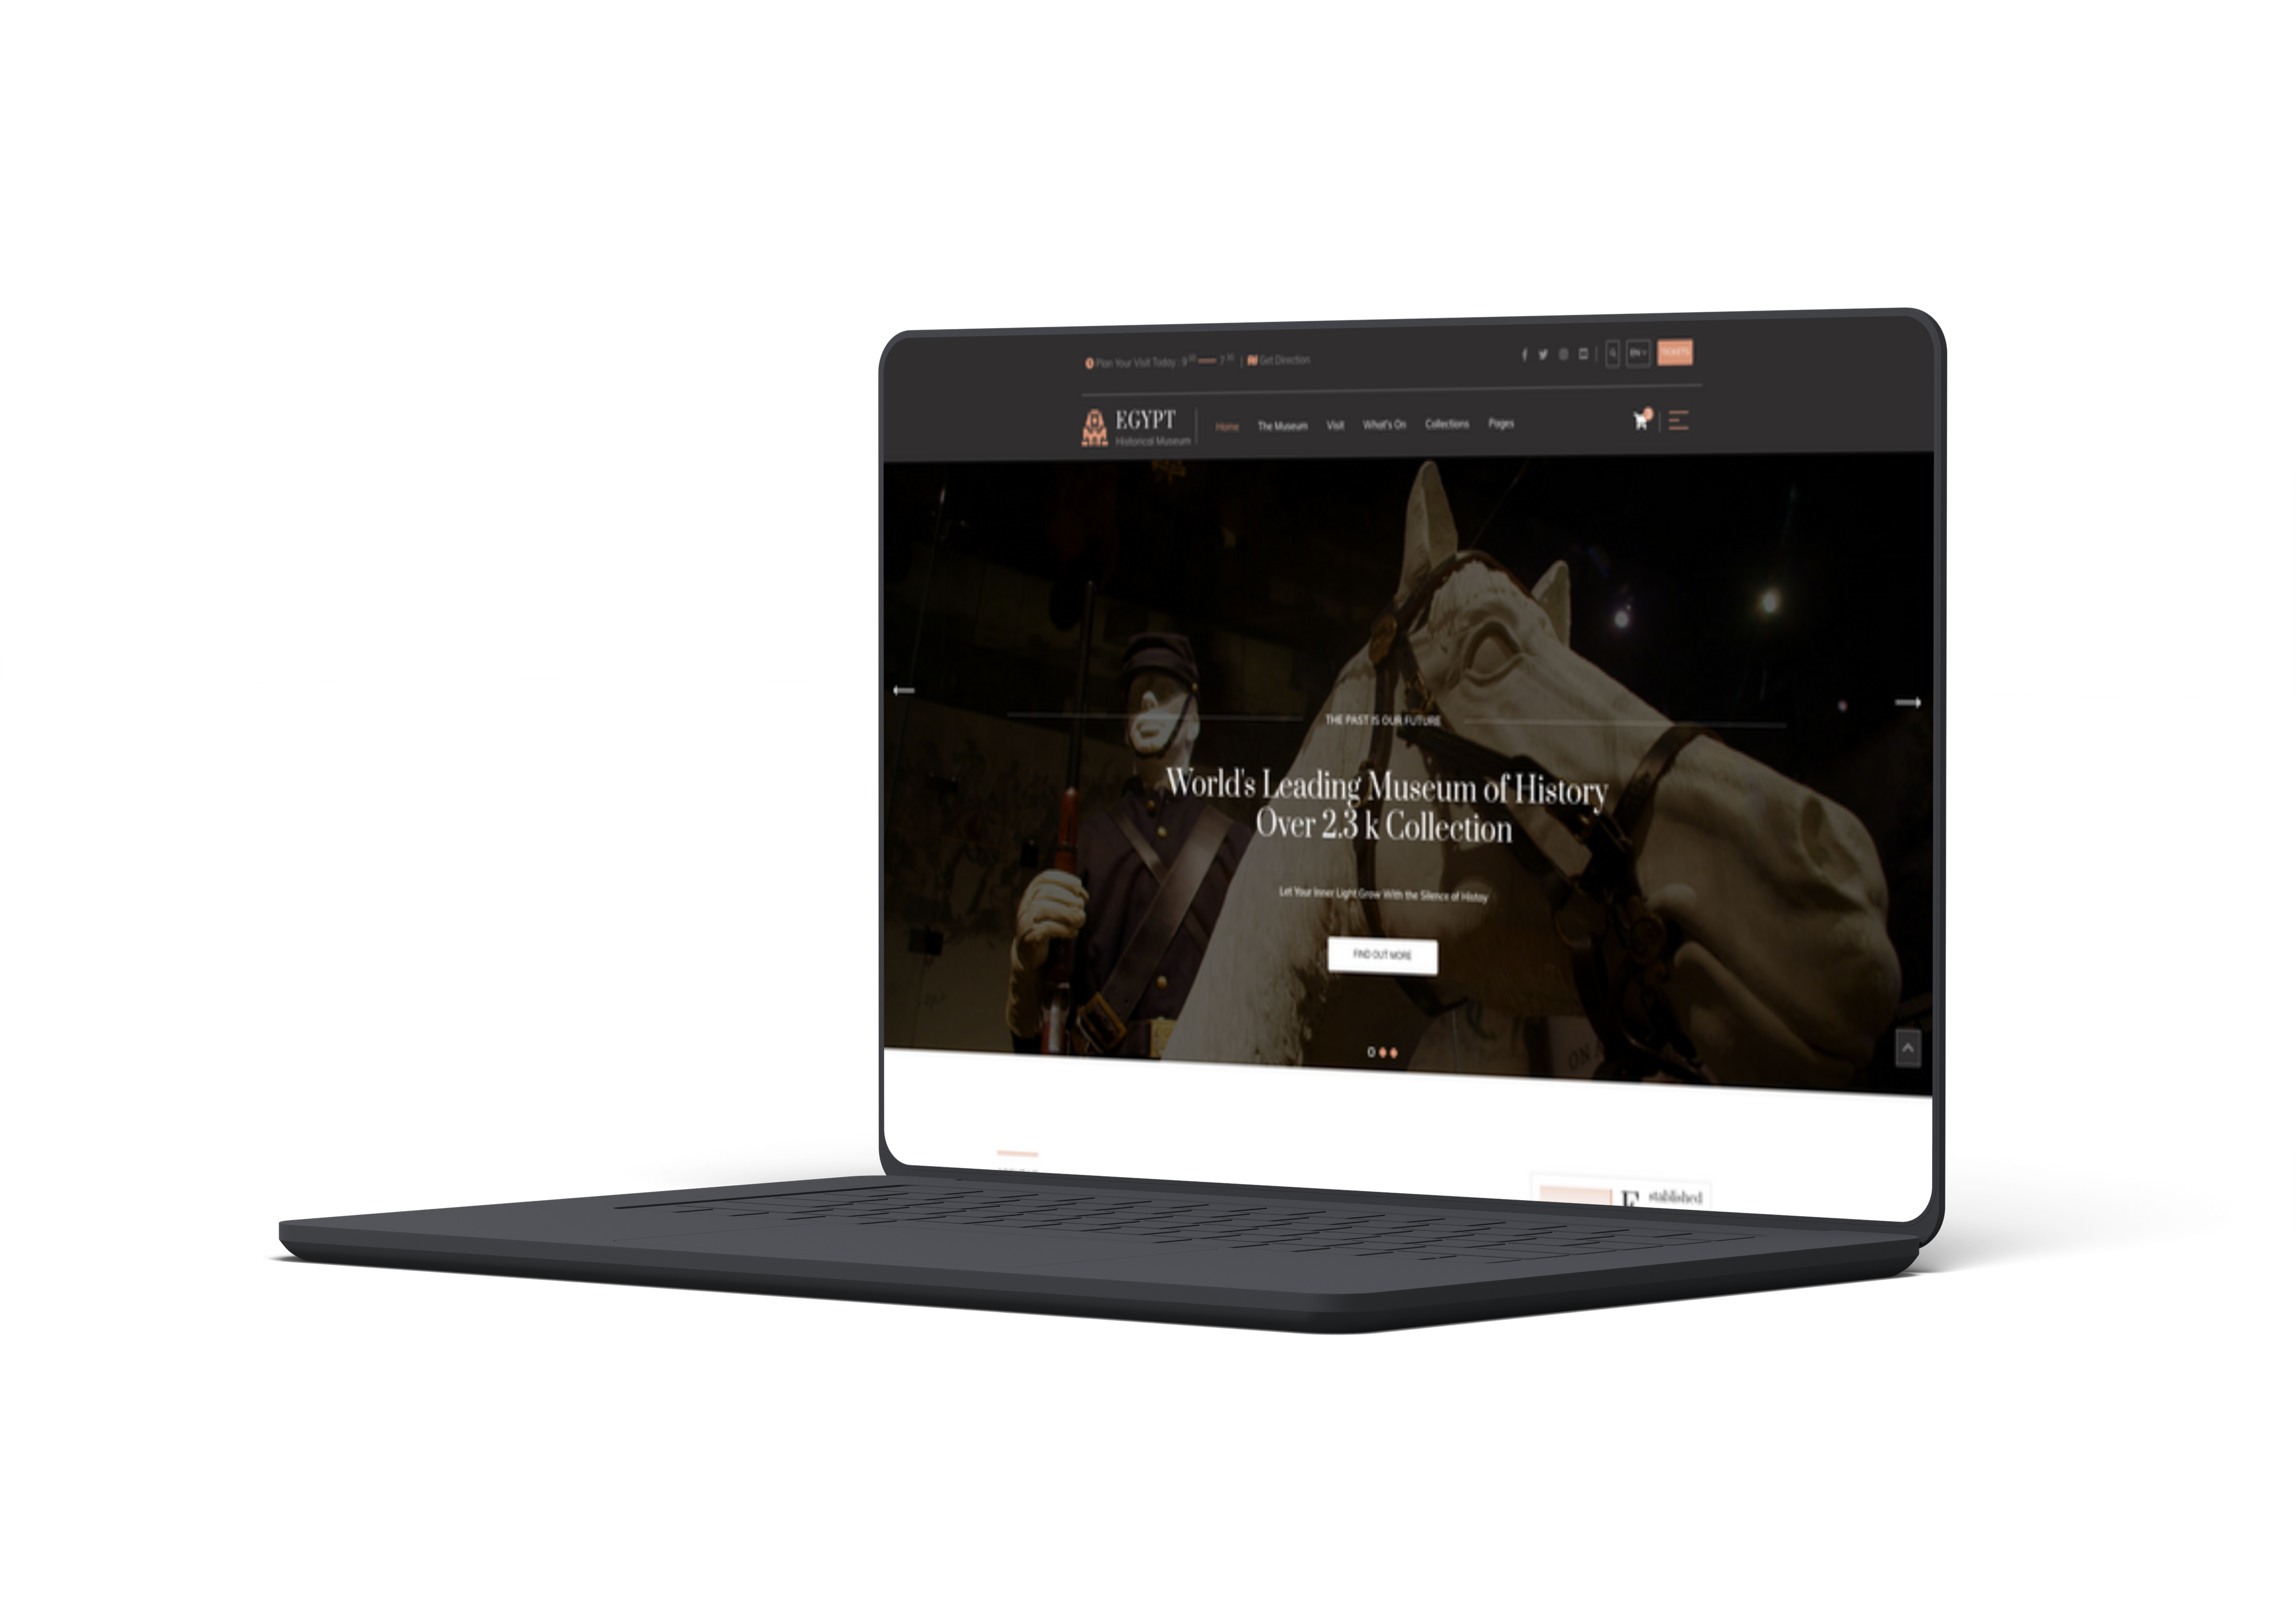 Plan Your Visit Today : 9 00 7 30 | Get Direction
EN
TICKETS
EGYPT
Historical Museum
Home The Museum Visit What's On Collections Pages
THE PAST IS OUR FUTURE
World's Leading Museum of History
Over 2.3 k Collection
Let Your Inner Light Grow With the Silence of Histoy
FIND OUT MORE
ON
Established